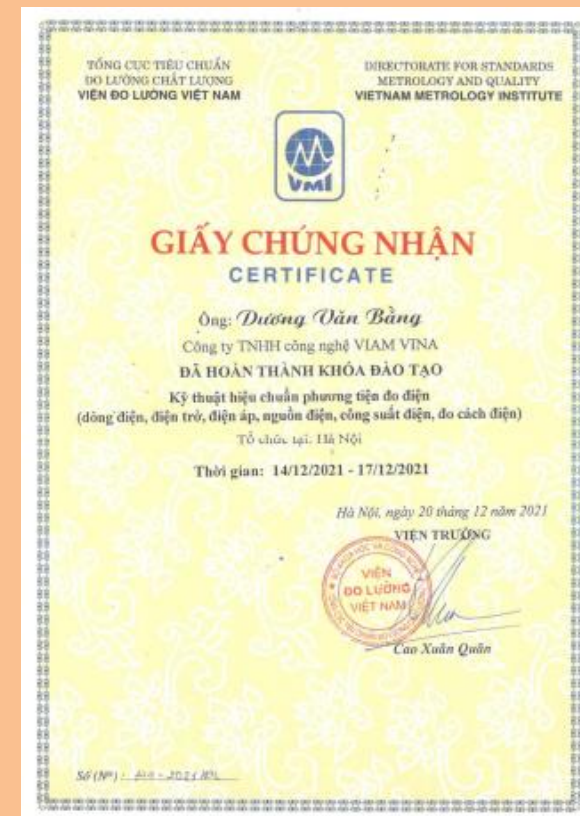 TỔNG CỤC TIÊU CHUẨN
ĐO LƯỜNG CHẤT LƯỢNG
VIỆN ĐO LƯỜNG VIỆT NAM
DIRECTORATE FOR STANDARDS
METROLOGY AND QUALITY
VIETNAM METROLOGY INSTITUTE
VMI
GIẤY CHỨNG NHẬN
CERTIFICATE
Ông: Dương Văn Bằng
Công ty TNHH công nghệ VIAM VINA
ĐÃ HOÀN THÀNH KHÓA ĐÀO TẠO
Kỹ thuật hiệu chuẩn phương tiện đo điện
(dòng điện, điện trở, điện áp, nguồn điện, công suất điện, đo cách điện)
Tổ chức tại: Hà Nội
Thời gian: 14/12/2021 - 17/12/2021
Hà Nội, ngày 20 tháng 12 năm 2021
VIỆN TRƯỞNG
VIỆN
ĐO LƯỜNG
VIỆT NAM
Cao Xuân Quân
Số (Nº):